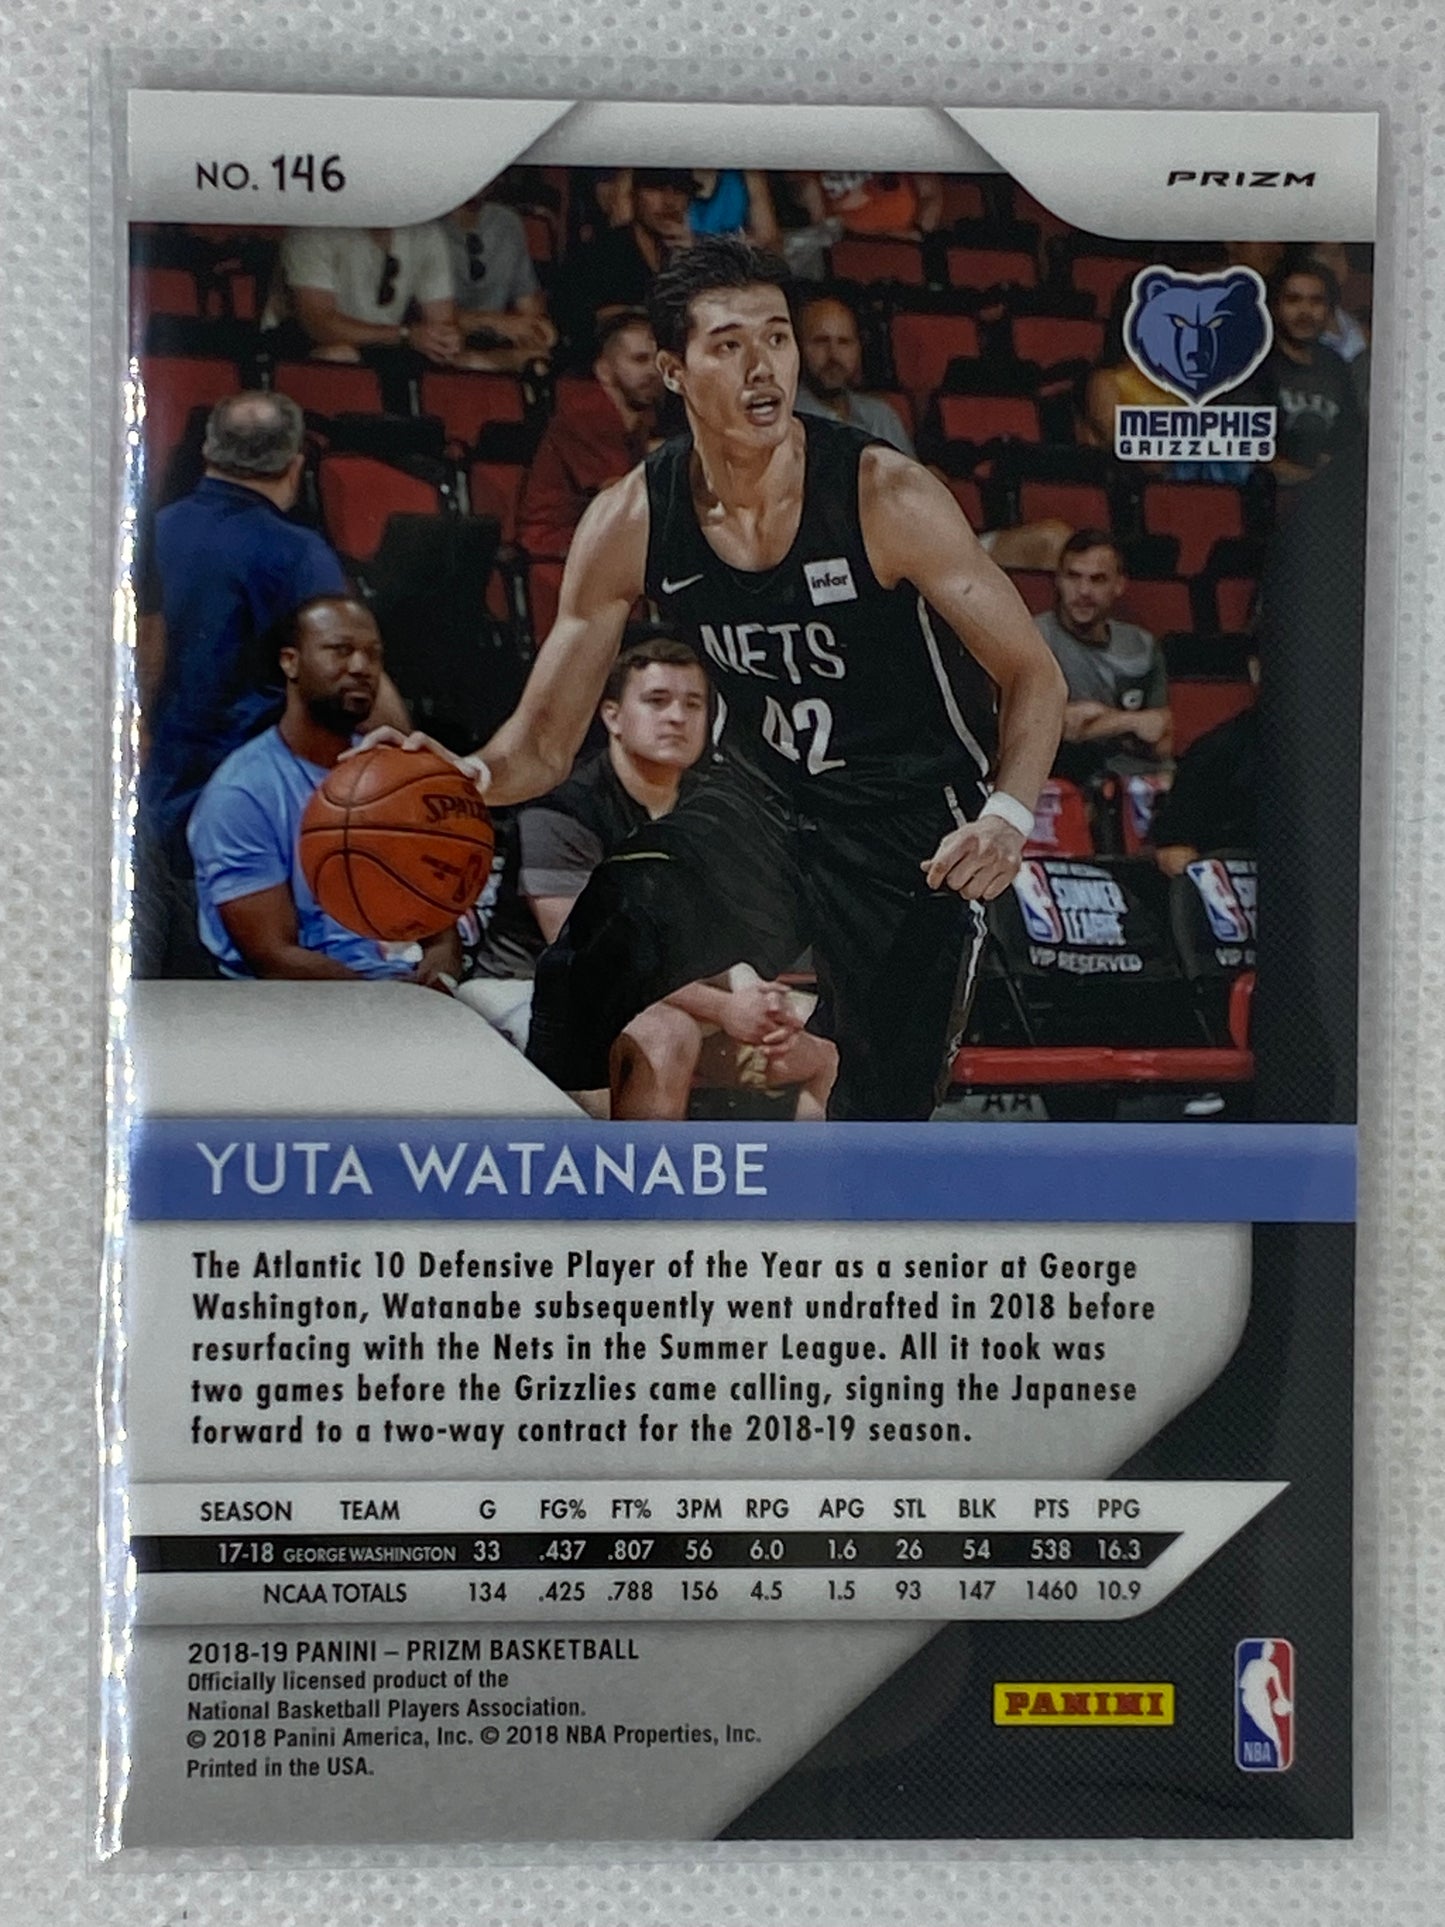 NO. 146
PRIZM
MEMPHIS
GRIZZLIES
infor
NETS
42
SUMMER
LEAGUE
VIP RESERVED
YUTA WATANABE
The Atlantic 10 Defensive Player of the Year as a senior at George
Washington, Watanabe subsequently went undrafted in 2018 before
resurfacing with the Nets in the Summer League. All it took was
two games before the Grizzlies came calling, signing the Japanese
forward to a two-way contract for the 2018-19 season.
SEASON TEAM G FG% FT% 3PM RPG APG STL BLK PTS PPG
17-18 GEORGE WASHINGTON 33 .437 .807 56 6.0 1.6 26 54 538 16.3
NCAA TOTALS 134 .425 .788 156 4.5 1.5 93 147 1460 10.9
2018-19 PANINI – PRIZM BASKETBALL
Officially licensed product of the
National Basketball Players Association.
© 2018 Panini America, Inc. © 2018 NBA Properties, Inc.
Printed in the USA.
PANINI
NBA